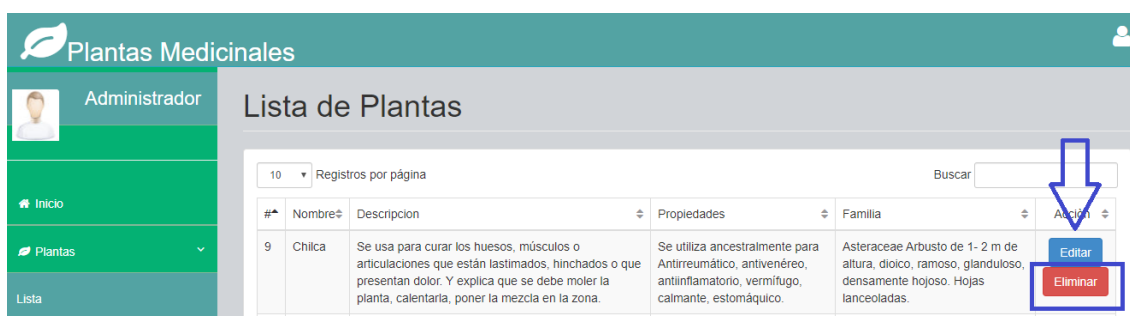 Plantas Medicinales
Administrador
Lista de Plantas
10 Registros por página
Buscar
Inicio
# Nombre Descripcion Propiedades Familia Acción
Plantas
9 Chilca Se usa para curar los huesos, músculos o Se utiliza ancestralmente para Asteraceae Arbusto de 1- 2 m de Editar
articulaciones que están lastimados, hinchados o que Antirreumático, antivenéreo, altura, dioico, ramoso, glanduloso,
presentan dolor. Y explica que se debe moler la antiinflamatorio, vermífugo, densamente hojoso. Hojas Eliminar
planta, calentarla, poner la mezcla en la zona. calmante, estomáquico. lanceoladas.
Lista